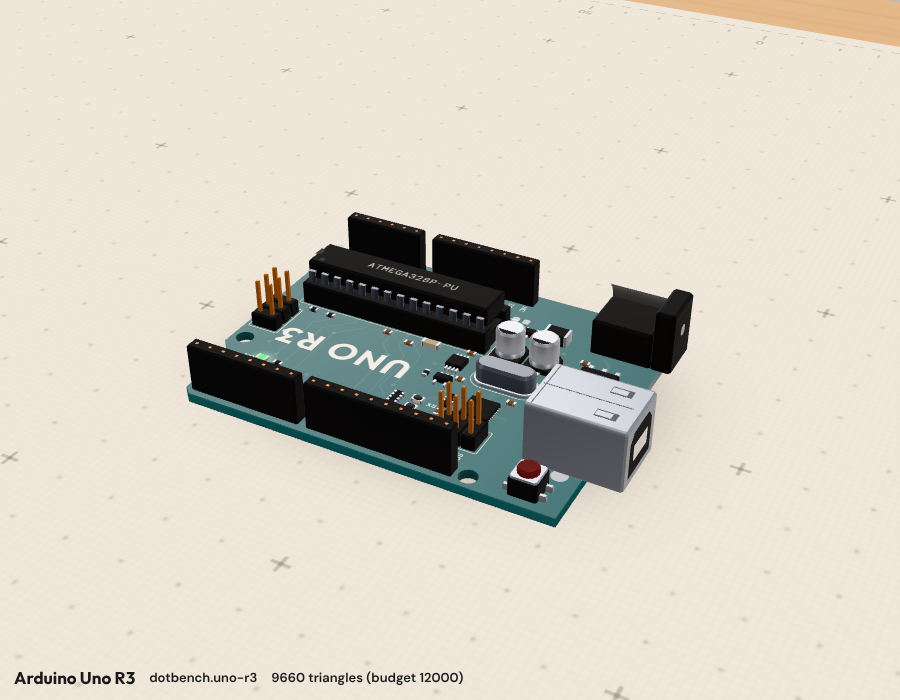 ATMEGA328P-PU
UNO R3
Arduino Uno R3 dotbench.uno-r3 9660 triangles (budget 12000)